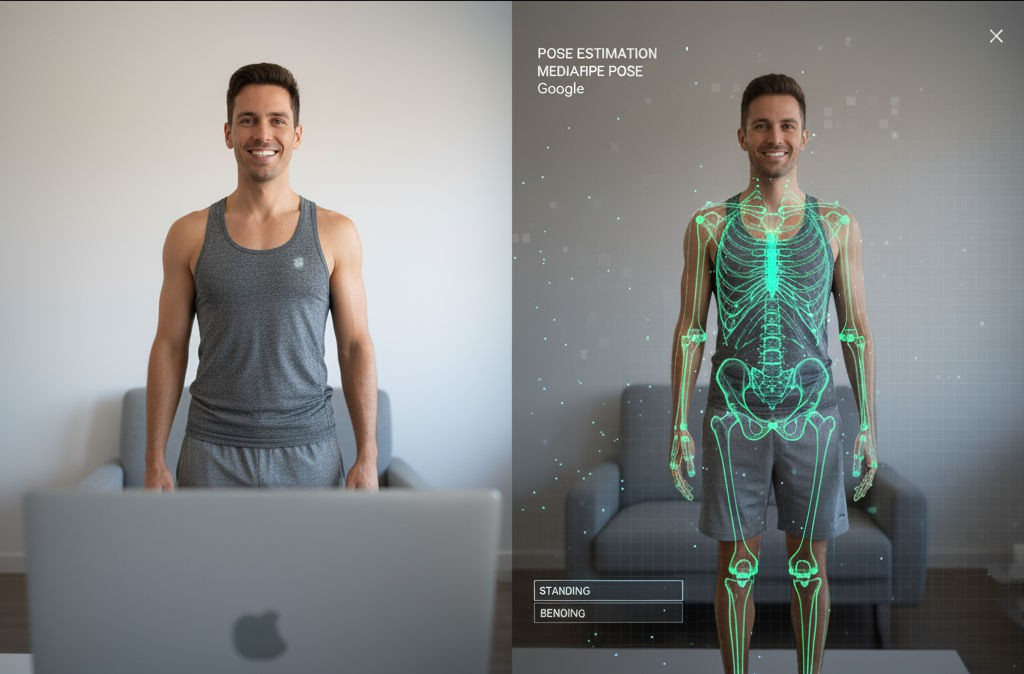 POSE ESTIMATION
MEDIAFIPE POSE
Google
STANDING
BENOING